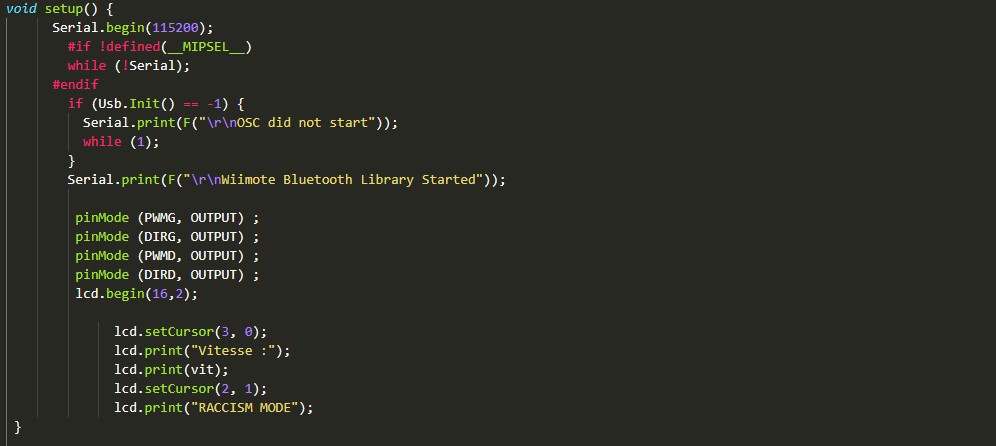 void setup() {
Serial.begin(115200);
#if !defined(__MIPSEL__)
while (!Serial);
#endif
if (Usb.Init() == -1) {
Serial.print(F("\r\nOSC did not start"));
while (1);
}
Serial.print(F("\r\nWiimote Bluetooth Library Started"));
pinMode (PWMG, OUTPUT) ;
pinMode (DIRG, OUTPUT) ;
pinMode (PWMD, OUTPUT) ;
pinMode (DIRD, OUTPUT) ;
lcd.begin(16,2);
lcd.setCursor(3, 0);
lcd.print("Vitesse :");
lcd.print(vit);
lcd.setCursor(2, 1);
lcd.print("RACCISM MODE");
}